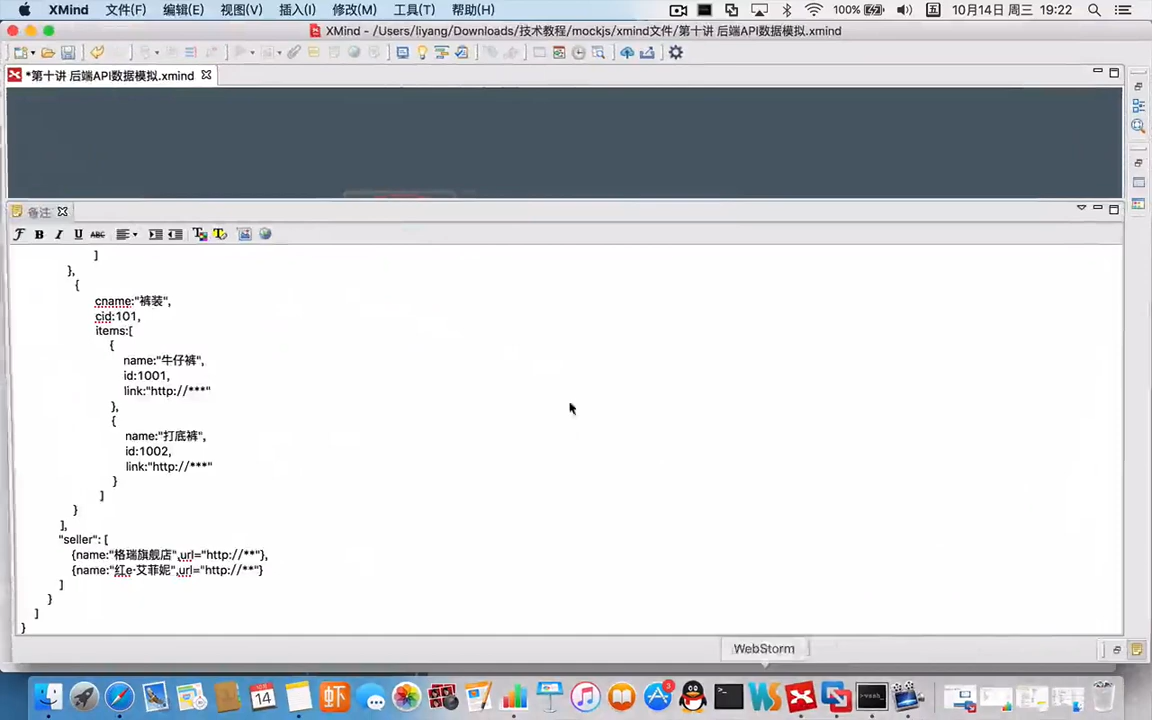 XMind 文件(F) 编辑(E) 视图(V) 插入(I) 修改(M) 工具(T) 帮助(H) 100% 五 10月14日 周三 19:22
XMind - /Users/liyang/Downloads/技术教程/mockjs/xmind文件/第十讲 后端API数据模拟.xmind
*第十讲 后端API数据模拟.xmind
备注
B I U ABC
]
},
{
cname:"裤装",
cid:101,
items:[
{
name:"牛仔裤",
id:1001,
link:"http://***"
},
{
name:"打底裤",
id:1002,
link:"http://***"
}
]
}
],
"seller": [
{name:"格瑞旗舰店",url="http://**"},
{name:"红e·艾菲妮",url="http://**"}
]
}
]
}
WebStorm
14 虾 WS 3